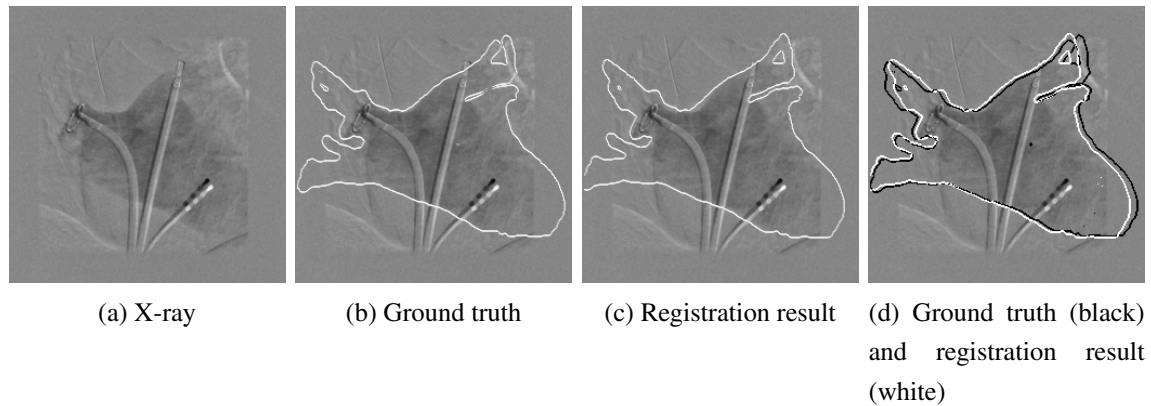 (a) X-ray
(b) Ground truth
(c) Registration result
(d) Ground truth (black)
and registration result
(white)